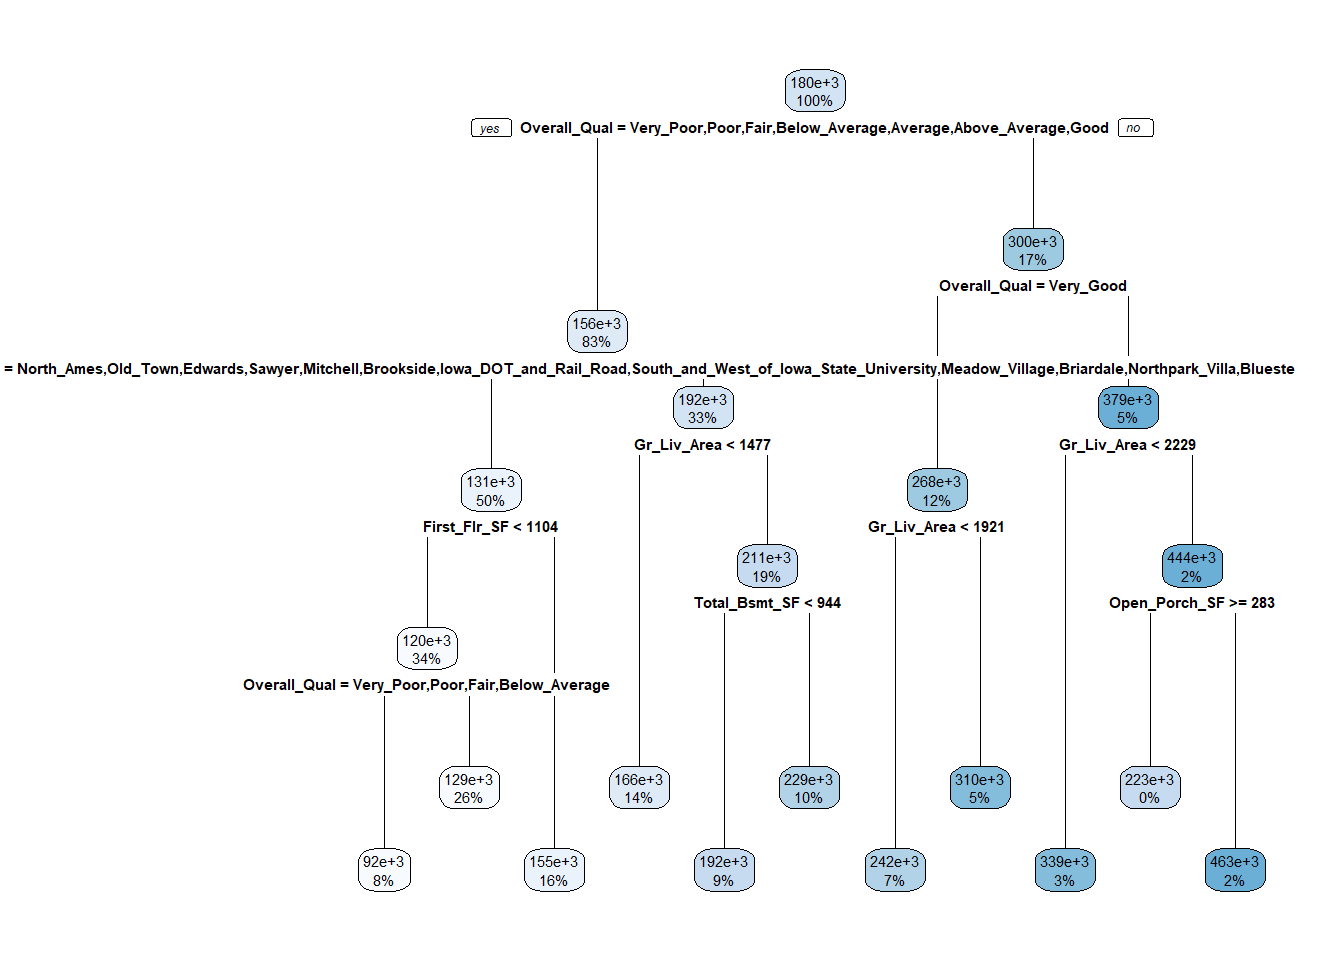 180e+3
100%
yes Overall_Qual = Very_Poor,Poor,Fair,Below_Average,Average,Above_Average,Good no
300e+3
17%
Overall_Qual = Very_Good
156e+3
83%
= North_Ames,Old_Town,Edwards,Sawyer,Mitchell,Brookside,Iowa_DOT_and_Rail_Road,South_and_West_of_Iowa_State_University,Meadow_Village,Briardale,Northpark_Villa,Blueste
192e+3
33%
379e+3
5%
Gr_Liv_Area < 1477
Gr_Liv_Area < 2229
131e+3
50%
268e+3
12%
First_Flr_SF < 1104
Gr_Liv_Area < 1921
211e+3
19%
444e+3
2%
Total_Bsmt_SF < 944
Open_Porch_SF >= 283
120e+3
34%
Overall_Qual = Very_Poor,Poor,Fair,Below_Average
129e+3
26%
166e+3
14%
229e+3
10%
310e+3
5%
223e+3
0%
92e+3
8%
155e+3
16%
192e+3
9%
242e+3
7%
339e+3
3%
463e+3
2%